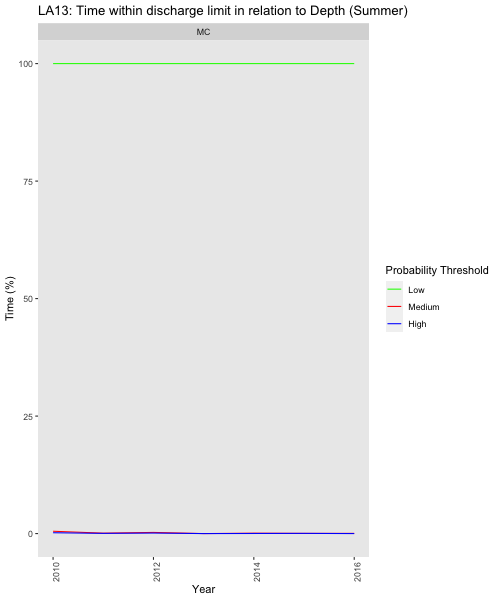 LA13: Time within discharge limit in relation to Depth (Summer)
MC
100
75
50
25
0
Time (%)
2010
2012
2014
2016
Year
Probability Threshold
Low
Medium
High